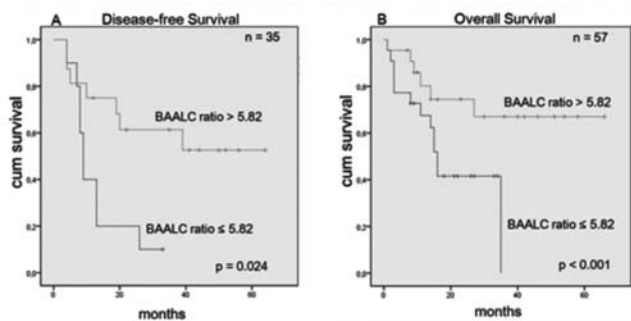 A Disease-free Survival
n = 35
1,0
0,8
0,6
0,4
0,2
0,0
cum survival
BAALC ratio > 5.82
BAALC ratio ≤ 5.82
p = 0.024
0 20 40 60
months
B Overall Survival
n = 57
1,0
0,8
0,6
0,4
0,2
0,0
cum survival
BAALC ratio > 5.82
BAALC ratio ≤ 5.82
p < 0.001
0 20 40 60
months